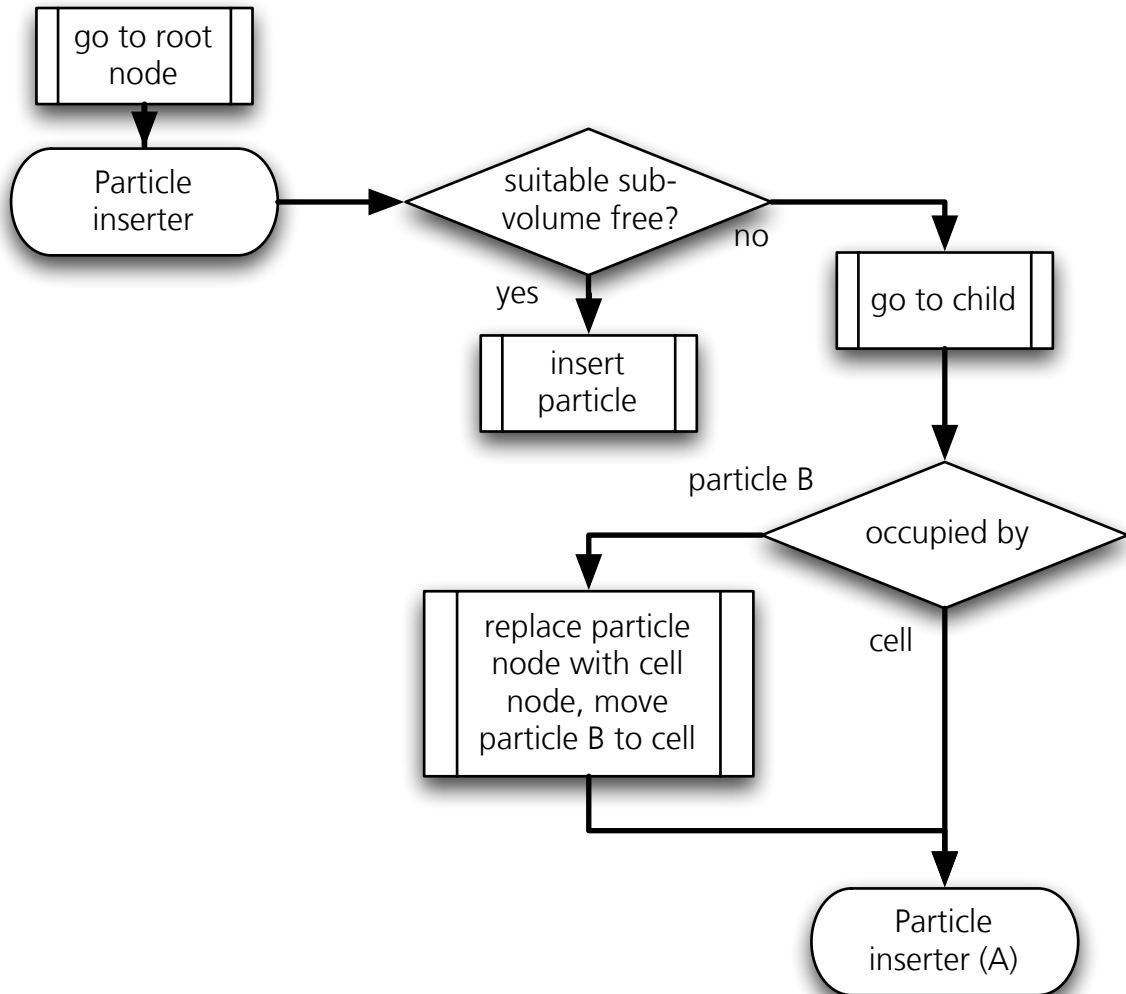 go to root
node
Particle
inserter
suitable sub-
volume free?
no
yes
go to child
insert
particle
particle B
occupied by
replace particle
node with cell
node, move
particle B to cell
cell
Particle
inserter (A)